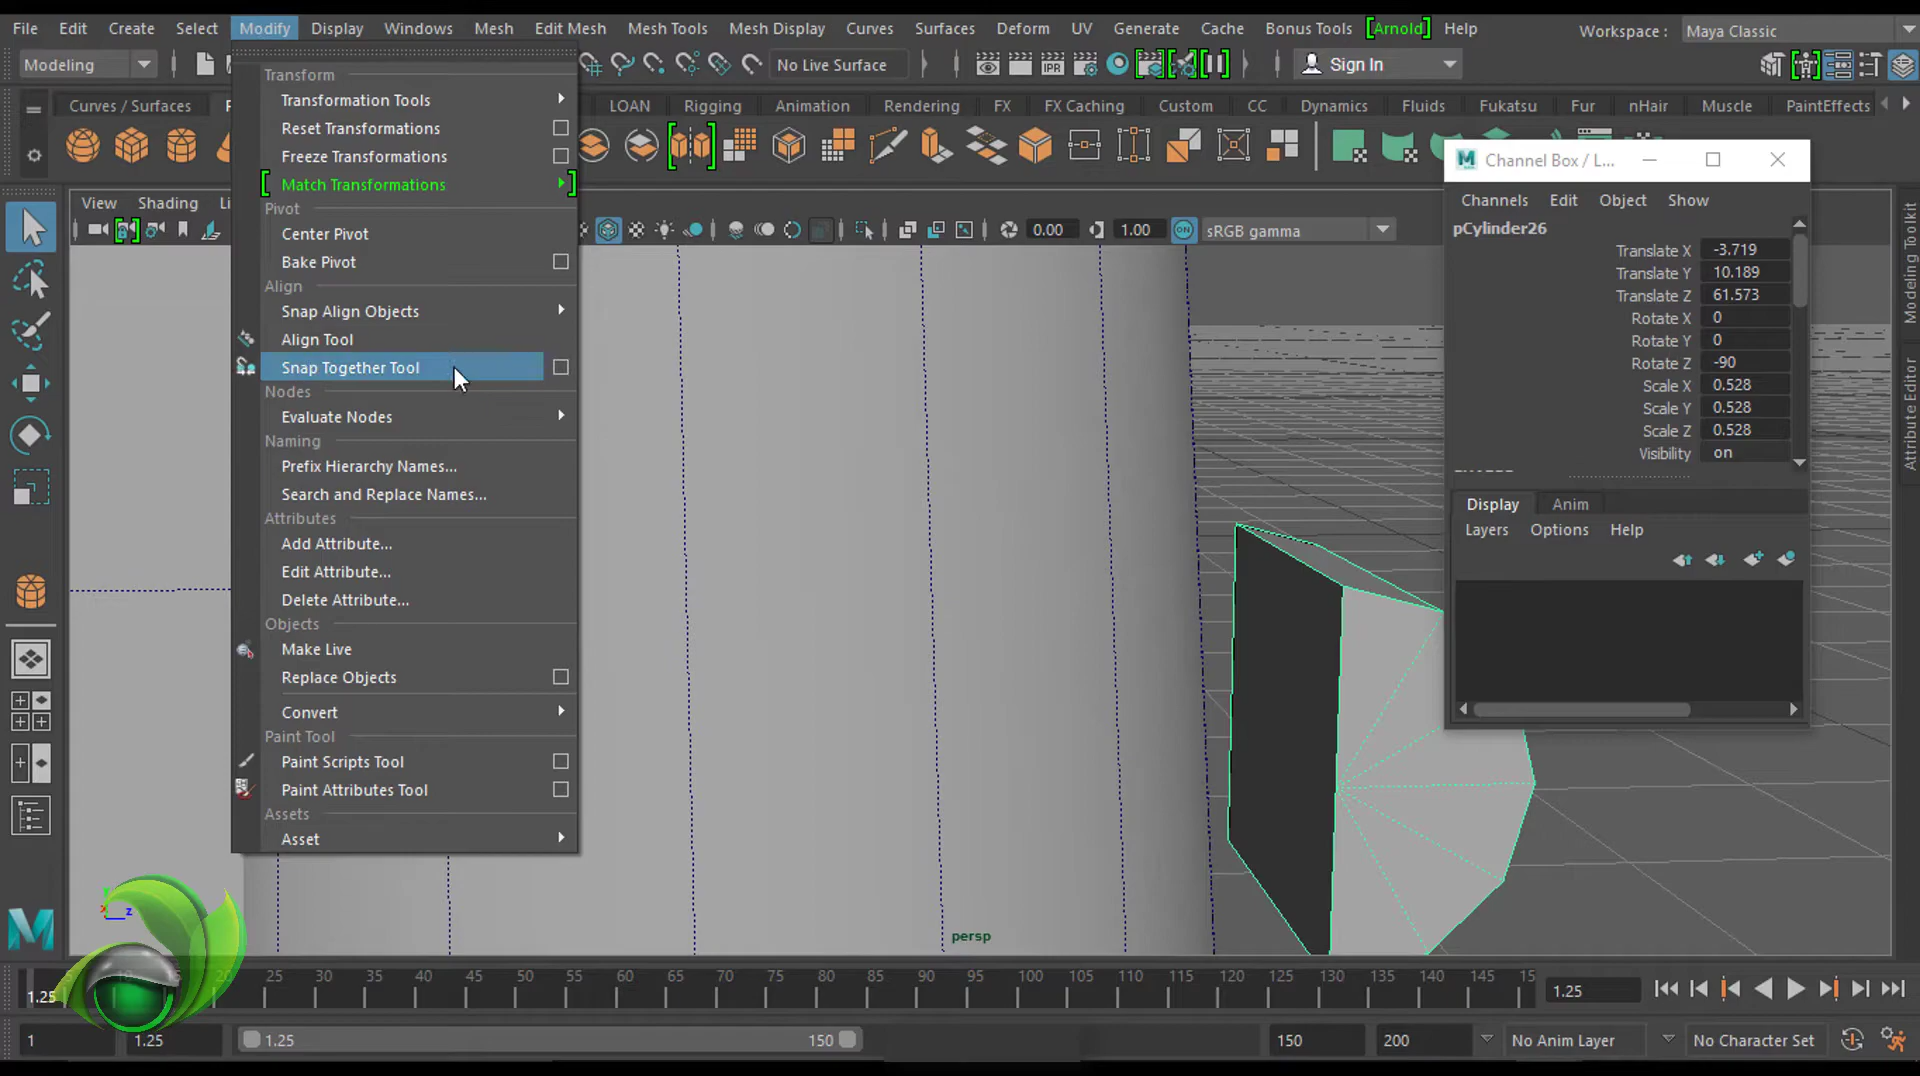 File Edit Create Select Modify Display Windows Mesh Edit Mesh Mesh Tools Mesh Display Curves Surfaces Deform UV Generate Cache Bonus Tools [Arnold] Help Workspace : Maya Classic
Modeling No Live Surface IPR Sign In
Curves / Surfaces LOAN Rigging Animation Rendering FX FX Caching Custom CC Dynamics Fluids Fukatsu Fur nHair Muscle PaintEffects
View Shading 0.00 1.00 ON sRGB gamma
Transform
Transformation Tools
Reset Transformations
Freeze Transformations
[ Match Transformations ]
Pivot
Center Pivot
Bake Pivot
Align
Snap Align Objects
Align Tool
Snap Together Tool
Nodes
Evaluate Nodes
Naming
Prefix Hierarchy Names...
Search and Replace Names...
Attributes
Add Attribute...
Edit Attribute...
Delete Attribute...
Objects
Make Live
Replace Objects
Convert
Paint Tool
Paint Scripts Tool
Paint Attributes Tool
Assets
Asset
Channel Box / L...
Channels Edit Object Show
pCylinder26
Translate X -3.719
Translate Y 10.189
Translate Z 61.573
Rotate X 0
Rotate Y 0
Rotate Z -90
Scale X 0.528
Scale Y 0.528
Scale Z 0.528
Visibility on
Display Anim
Layers Options Help
Modeling Toolkit
Attribute Editor
z
persp
1.25 10 15 20 25 30 35 40 45 50 55 60 65 70 75 80 85 90 95 100 105 110 115 120 125 130 135 140 145 15 1.25
1 1.25 1.25 150 150 200 No Anim Layer No Character Set